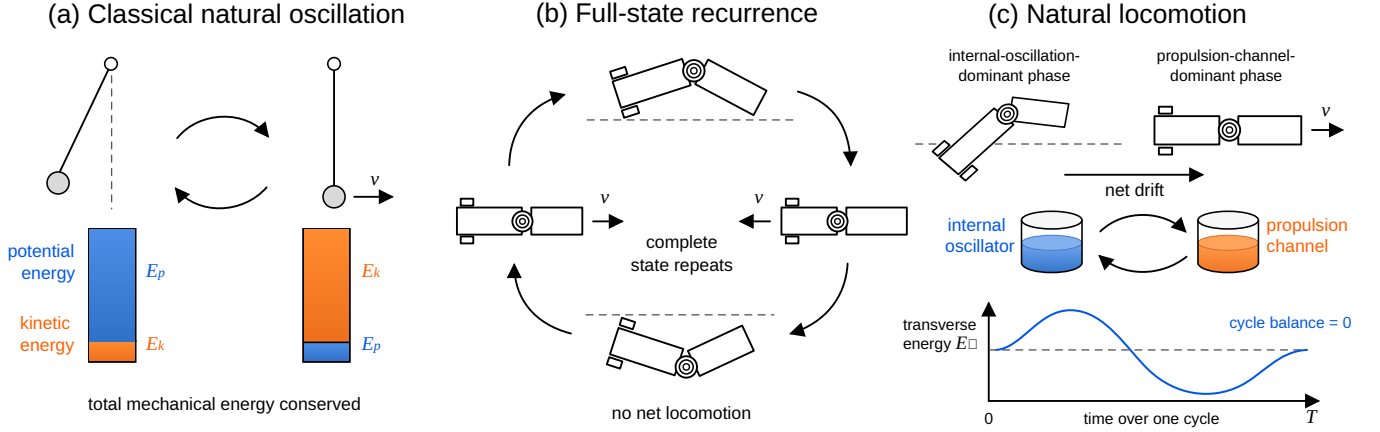 (a) Classical natural oscillation
v
potential
energy
Ep
Ek
kinetic
energy
Ek
Ep
total mechanical energy conserved
(b) Full-state recurrence
v
v
complete
state repeats
no net locomotion
(c) Natural locomotion
internal-oscillation-
dominant phase
propulsion-channel-
dominant phase
v
net drift
internal
oscillator
propulsion
channel
transverse
energy E□
cycle balance = 0
0
time over one cycle
T